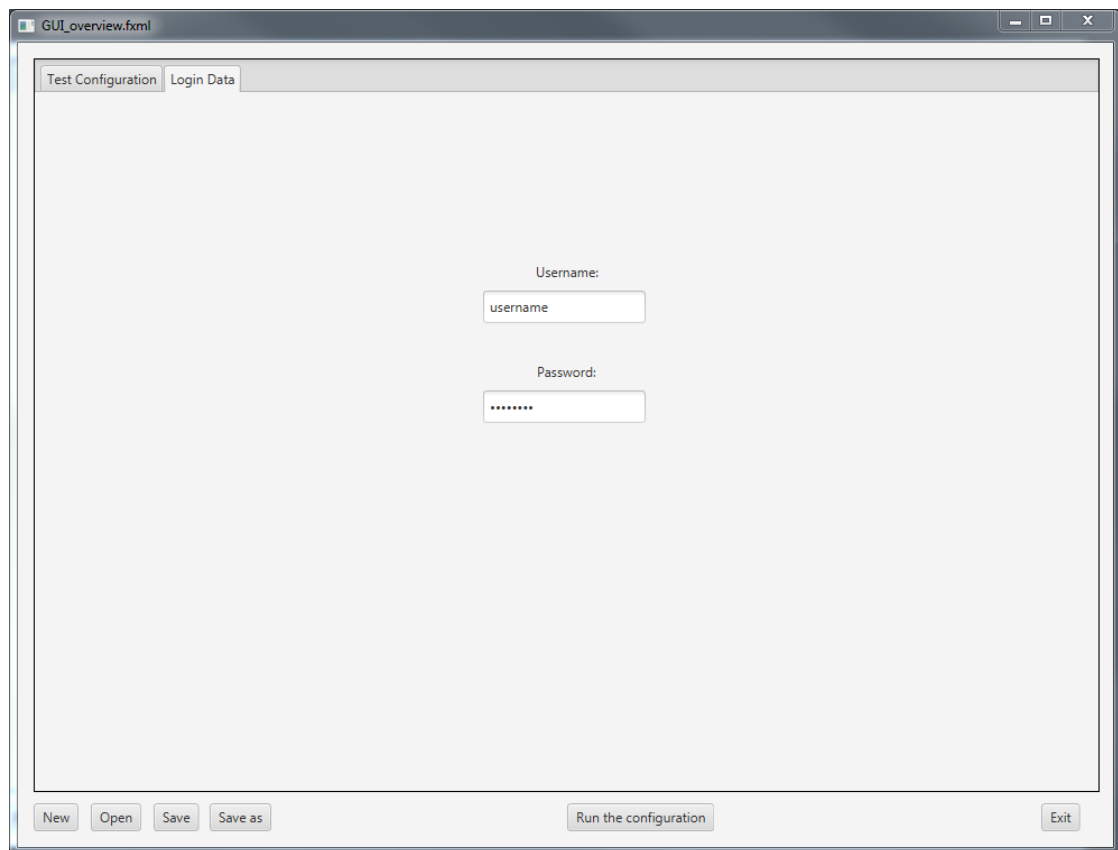 GUI_overview.fxml
Test Configuration Login Data
Username:
username
Password:
••••••••
New Open Save Save as Run the configuration Exit